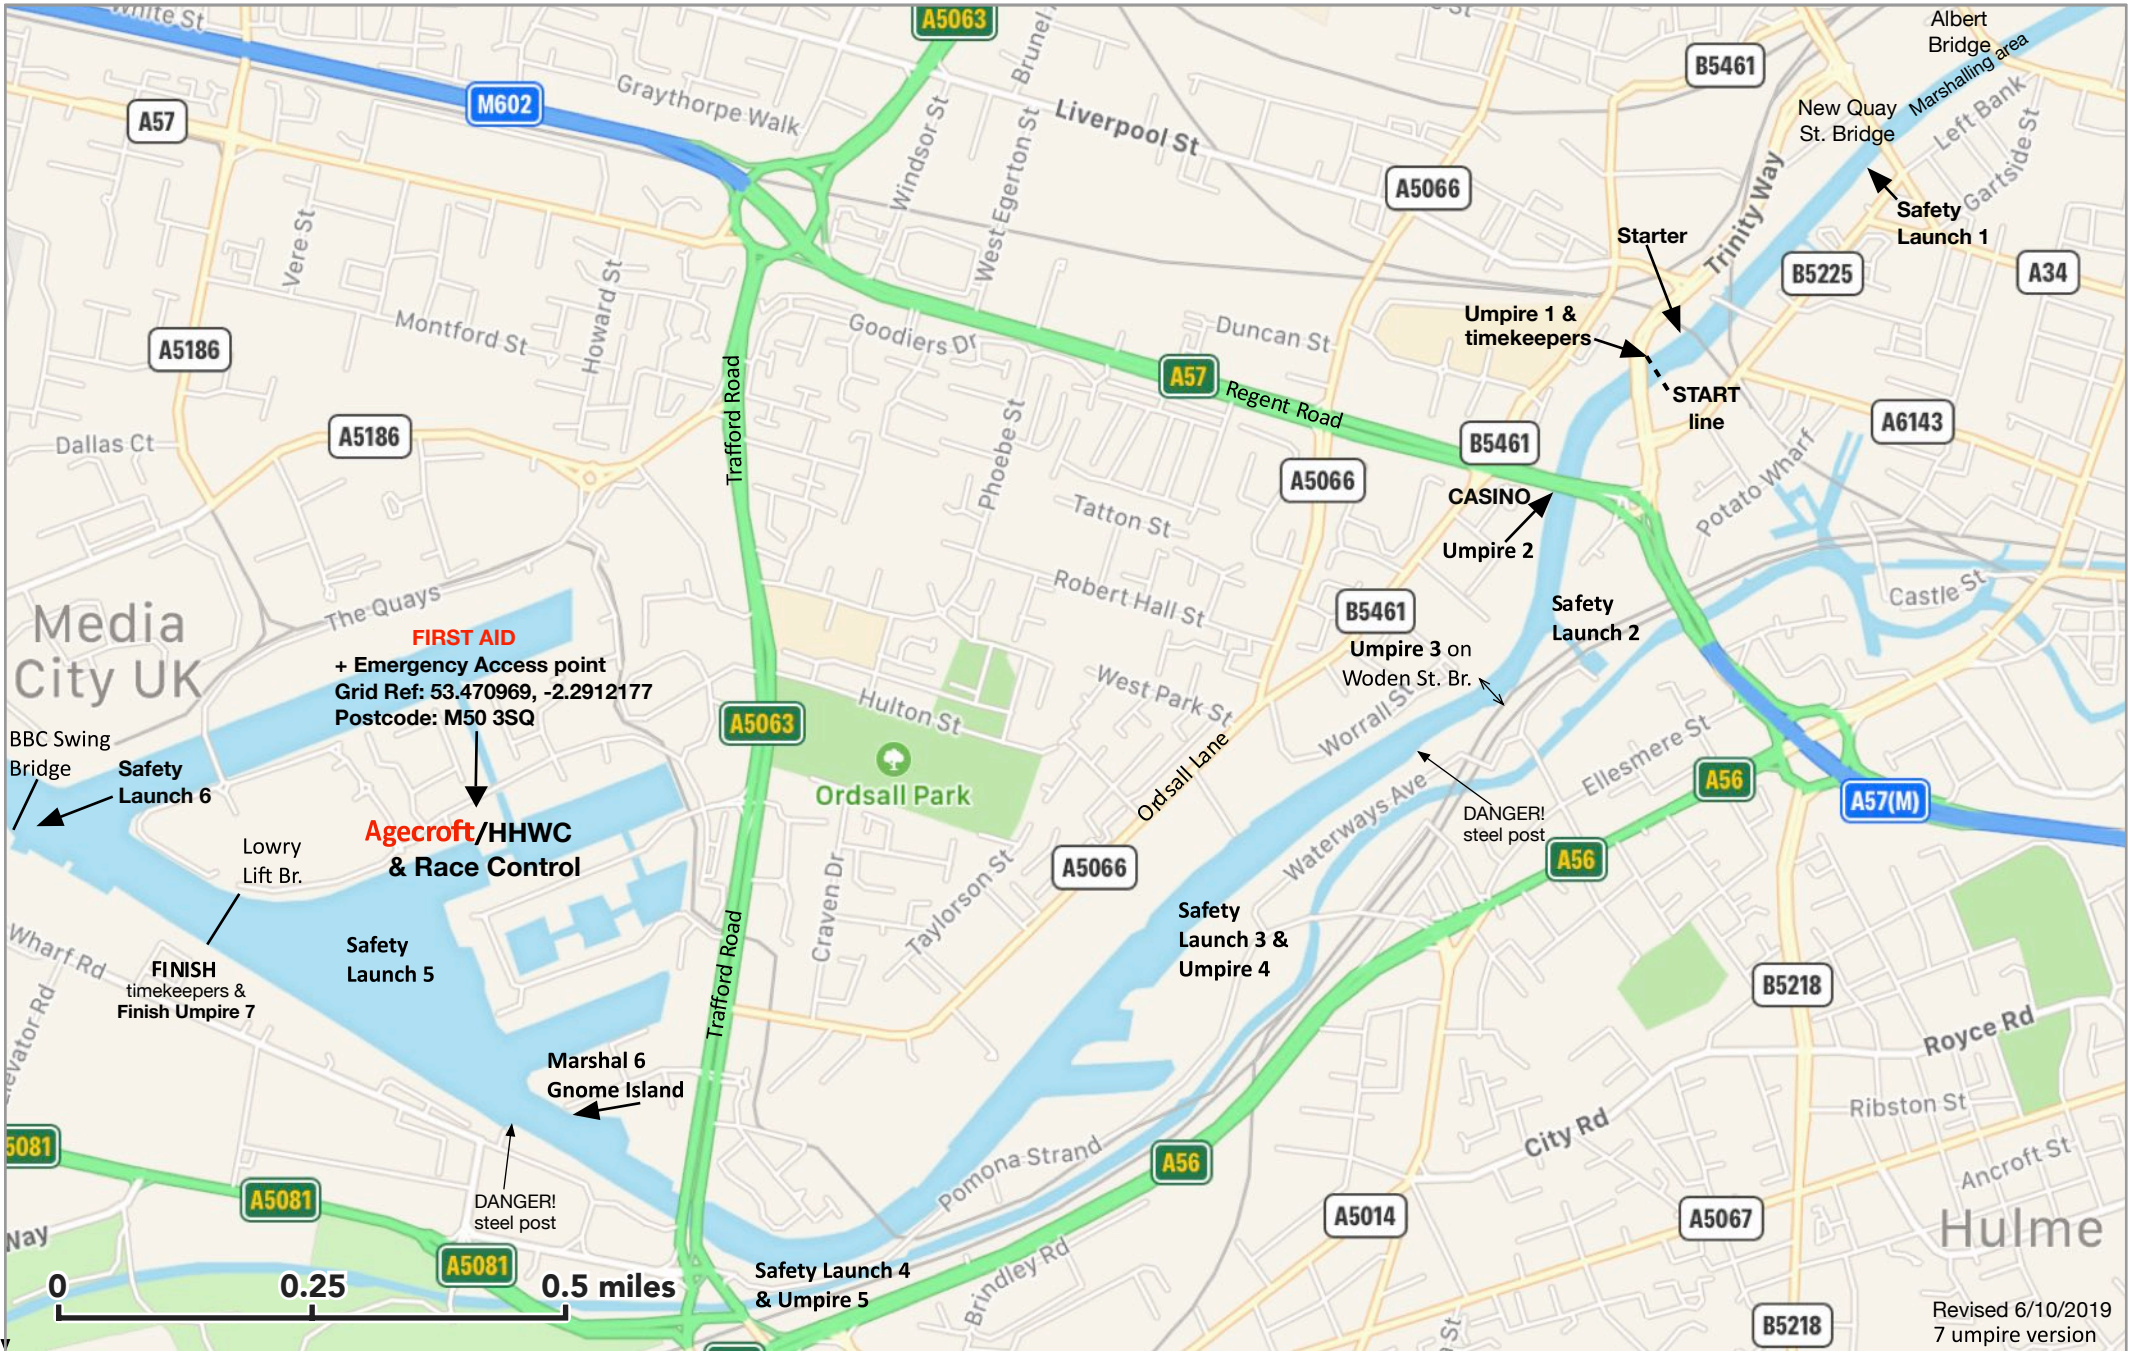 White St
A5063
Albert
Bridge
Marshalling area
B5461
M602
Graythorpe Walk
Brunel
Liverpool St
New Quay
St. Bridge
Left Bank
Gartside St
A57
Windsor St
West Egerton St
A5066
Trinity Way
Safety
Launch 1
Starter
B5225
A34
Vere St
Howard St
Montford St
Goodiers Dr
Duncan St
Umpire 1 &
timekeepers
A5186
Trafford Road
A57
Regent Road
START
line
A6143
Dallas Ct
A5186
Phoebe St
B5461
A5066
CASINO
Potato Wharf
Tatton St
Umpire 2
Media
City UK
The Quays
Robert Hall St
B5461
Safety
Launch 2
Castle St
FIRST AID
+ Emergency Access point
Grid Ref: 53.470969, -2.2912177
Postcode: M50 3SQ
Umpire 3 on
Woden St. Br.
West Park St
Hulton St
A5063
Worrall St
Ellesmere St
BBC Swing
Bridge
Safety
Launch 6
Ordsall Park
Ordsall Lane
A56
A57(M)
Agecroft/HHWC
& Race Control
DANGER!
steel post
Waterways Ave
A56
Lowry
Lift Br.
A5066
Craven Dr
Taylorson St
Safety
Launch 3 &
Umpire 4
Wharf Rd
Safety
Launch 5
FINISH
timekeepers &
Finish Umpire 7
Trafford Road
B5218
Elevator Rd
Royce Rd
Marshal 6
Gnome Island
Ribston St
City Rd
5081
Pomona Strand
A56
Ancroft St
A5081
DANGER!
steel post
A5014
A5067
Hulme
Way
A5081
Safety Launch 4
& Umpire 5
Brindley Rd
0 0.25 0.5 miles
B5218
Revised 6/10/2019
7 umpire version